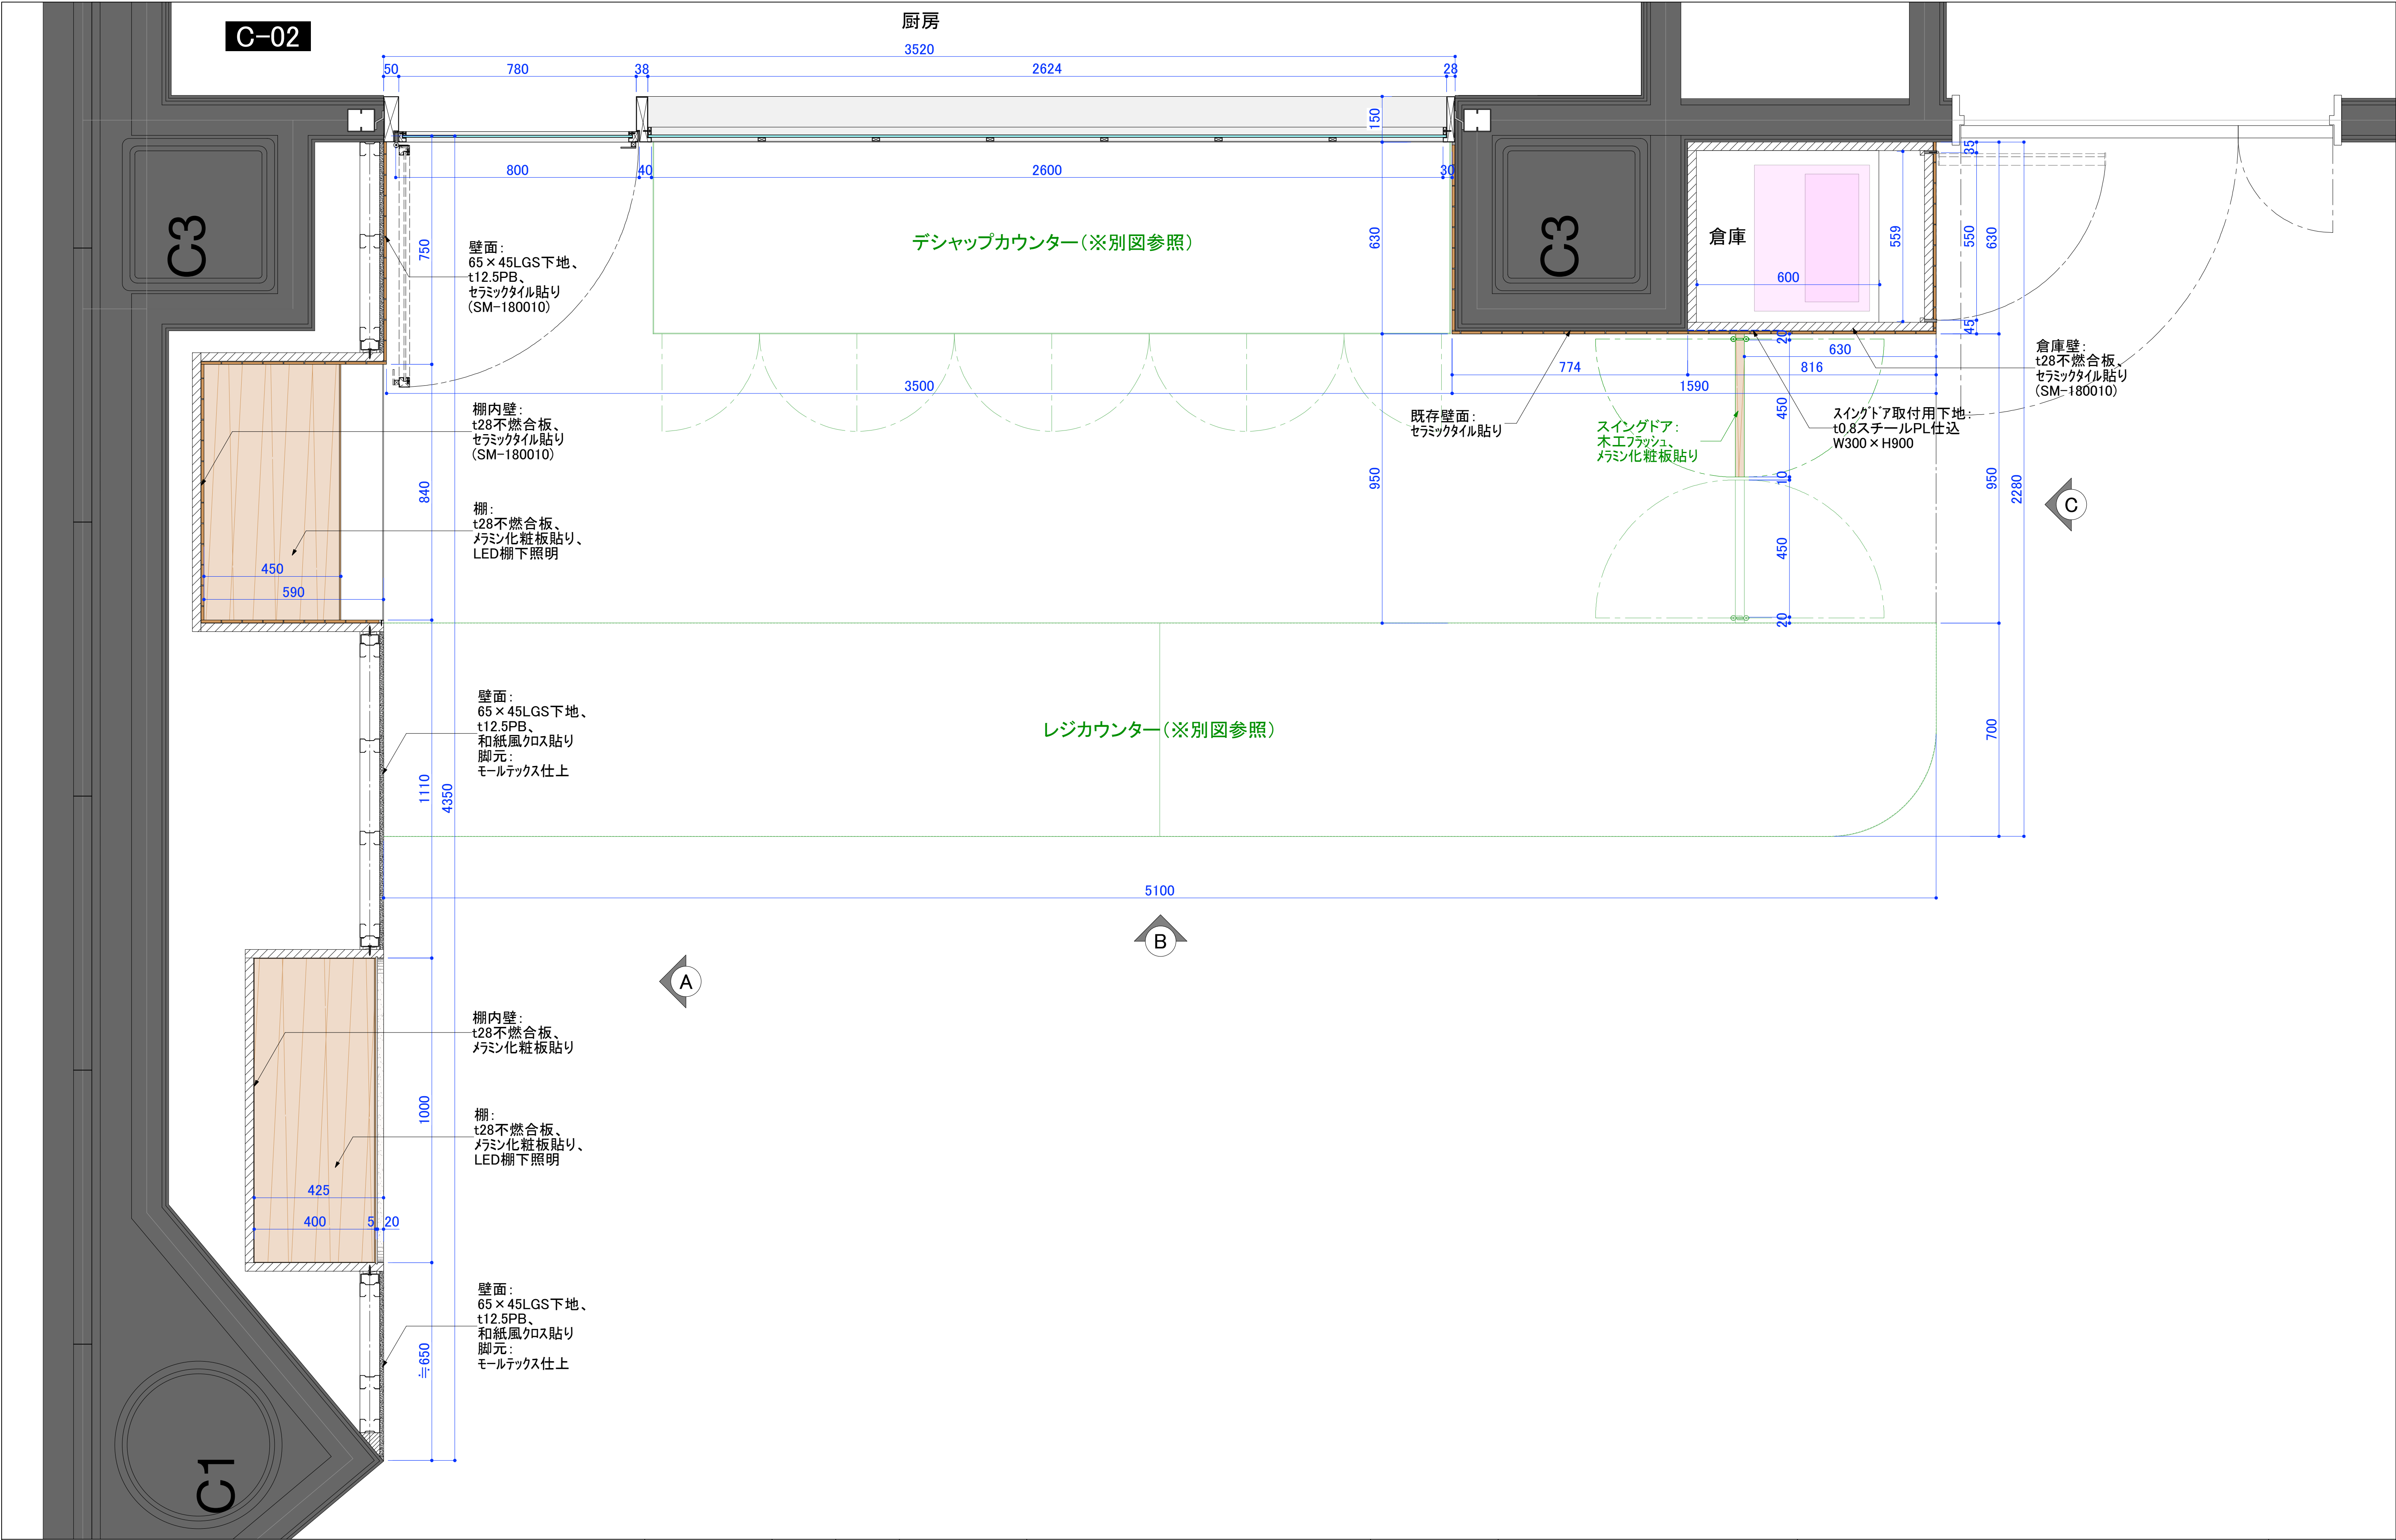 C-02
厨房
3520
50
780
38
2624
28
150
800
40
2600
30
C3
C3
デシャップカウンター(※別図参照)
倉庫
600
559
35
550
45
630
630
750
壁面:
65×45LGS下地、
t12.5PB、
セラミックタイル貼り
(SM-180010)
20
630
774
816
3500
1590
倉庫壁:
t28不燃合板、
セラミックタイル貼り
(SM-180010)
棚内壁:
t28不燃合板、
セラミックタイル貼り
(SM-180010)
既存壁面:
セラミックタイル貼り
スイングドア:
木工フラッシュ、
メラミン化粧板貼り
450
スイングドア取付用下地:
t0.8スチールPL仕込
W300×H900
840
950
10
950
2280
C
棚:
t28不燃合板、
メラミン化粧板貼り、
LED棚下照明
450
450
590
20
壁面:
65×45LGS下地、
t12.5PB、
和紙風クロス貼り
脚元:
モールテックス仕上
レジカウンター(※別図参照)
700
1110
4350
5100
B
A
棚内壁:
t28不燃合板、
メラミン化粧板貼り
1000
棚:
t28不燃合板、
メラミン化粧板貼り、
LED棚下照明
425
400
5
20
壁面:
65×45LGS下地、
t12.5PB、
和紙風クロス貼り
脚元:
モールテックス仕上
≒650
C1